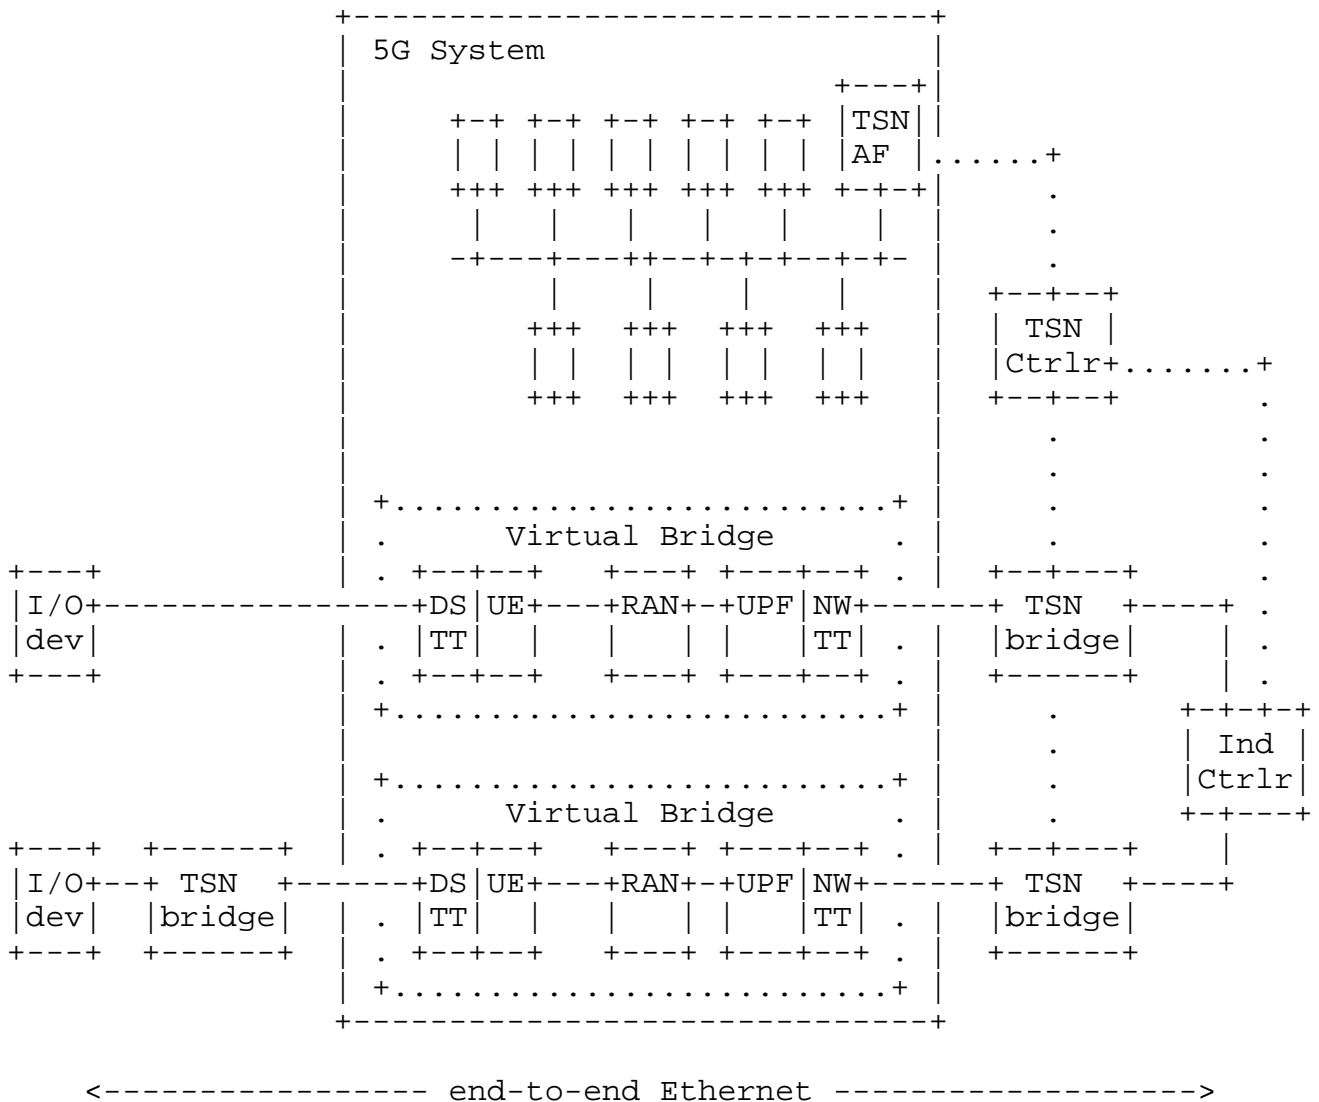 5G System
TSN
AF
TSN
Ctrlr
Virtual Bridge
I/O DS UE RAN UPF NW TSN
dev TT TT bridge
Ind
Ctrlr
Virtual Bridge
I/O TSN DS UE RAN UPF NW TSN
dev bridge TT TT bridge
<----------------- end-to-end Ethernet ------------------->